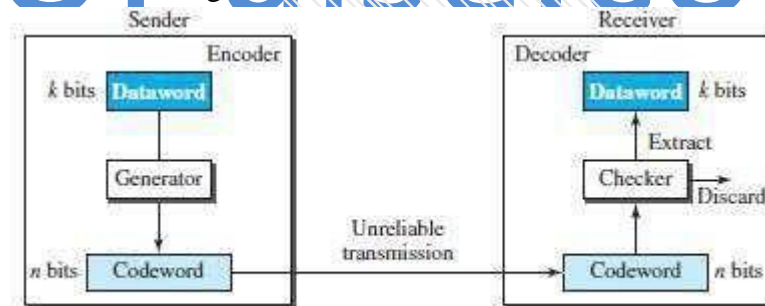 Sender
Receiver
Encoder
Decoder
k bits
Dataword
Dataword
k bits
Extract
Generator
Checker
Discard
Unreliable
transmission
n bits
Codeword
Codeword
n bits